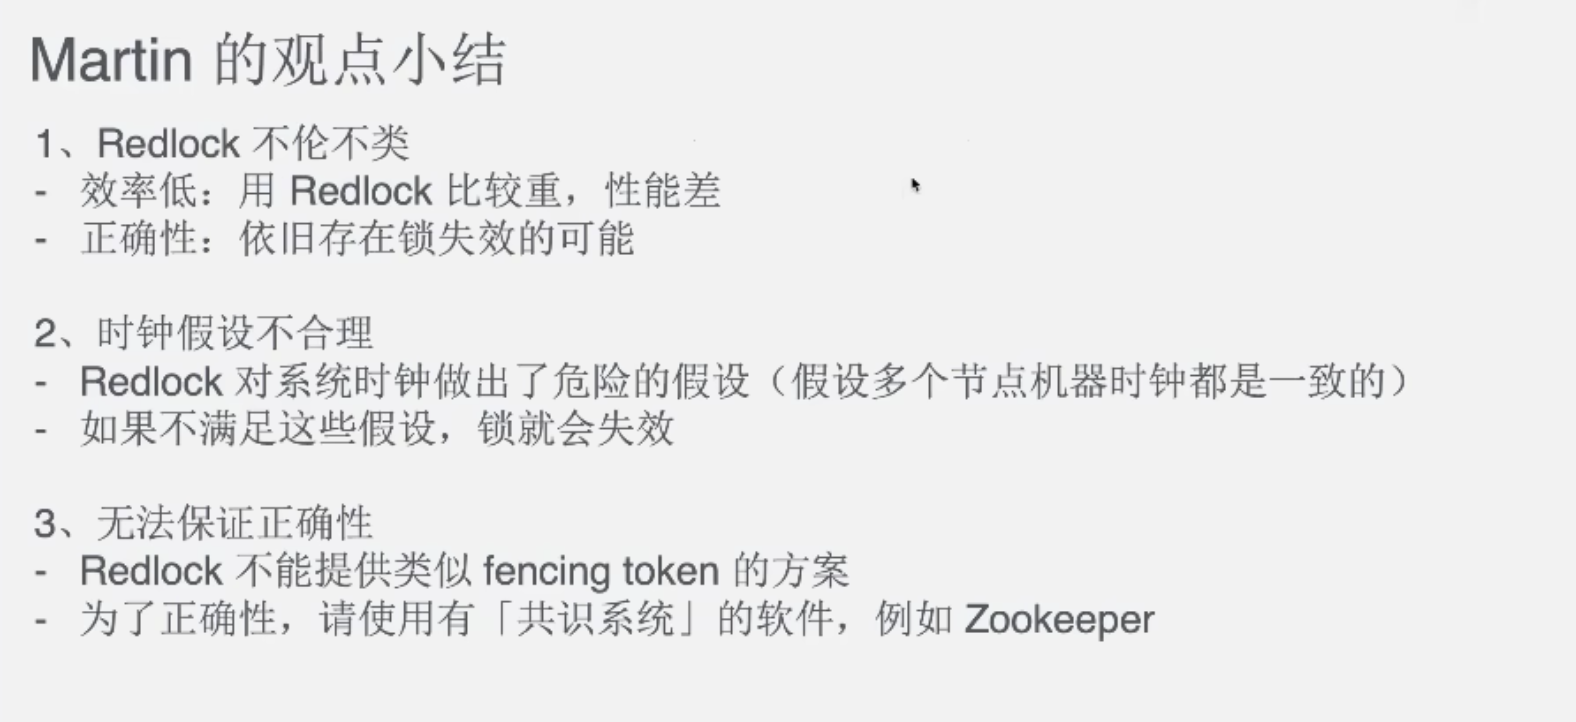 Martin 的观点小结
1、Redlock 不伦不类
- 效率低：用 Redlock 比较重，性能差
- 正确性：依旧存在锁失效的可能
2、时钟假设不合理
- Redlock 对系统时钟做出了危险的假设（假设多个节点机器时钟都是一致的）
- 如果不满足这些假设，锁就会失效
3、无法保证正确性
- Redlock 不能提供类似 fencing token 的方案
- 为了正确性，请使用有「共识系统」的软件，例如 Zookeeper